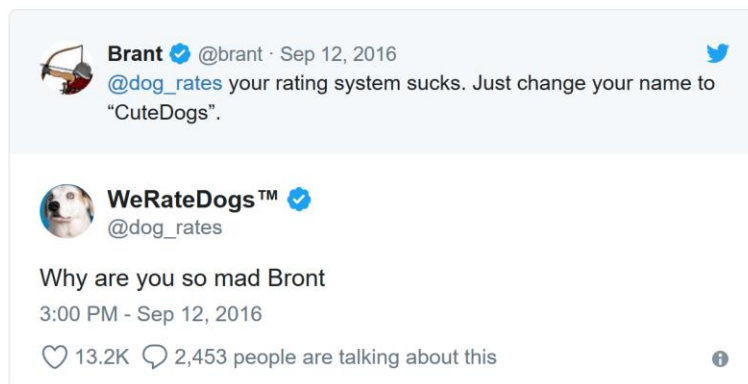 Brant @brant · Sep 12, 2016
@dog_rates your rating system sucks. Just change your name to
“CuteDogs”.
WeRateDogs™
@dog_rates
Why are you so mad Bront
3:00 PM - Sep 12, 2016
13.2K 2,453 people are talking about this